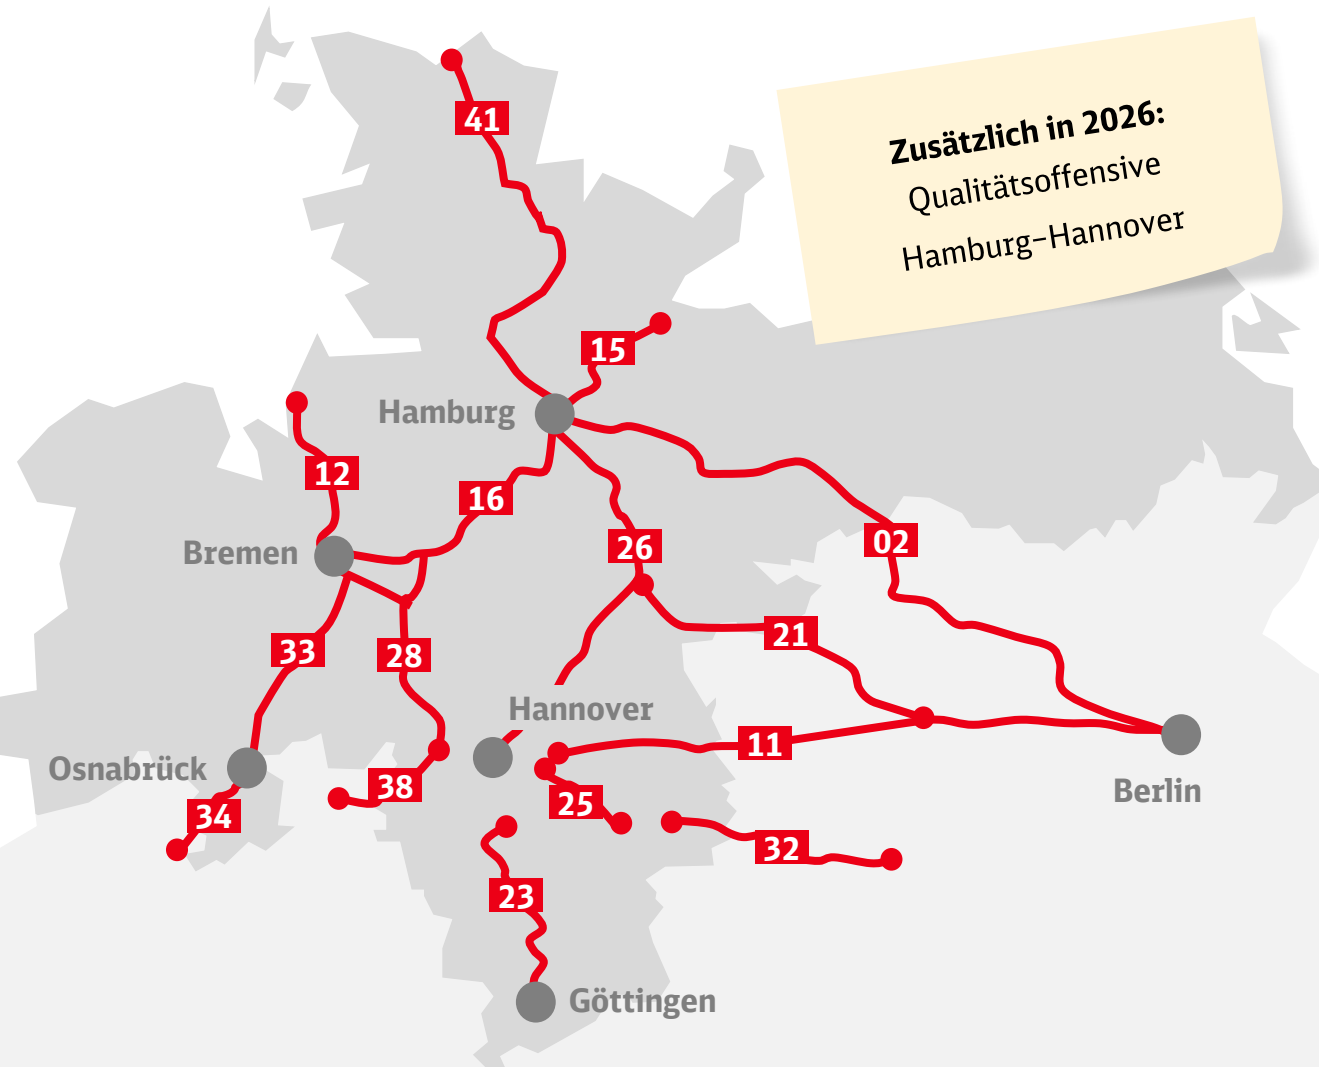 41
Zusätzlich in 2026:
Qualitätsoffensive
Hamburg–Hannover
15
Hamburg
12
16
Bremen
26
02
33
28
21
Hannover
11
Osnabrück
38
25
34
Berlin
32
23
Göttingen